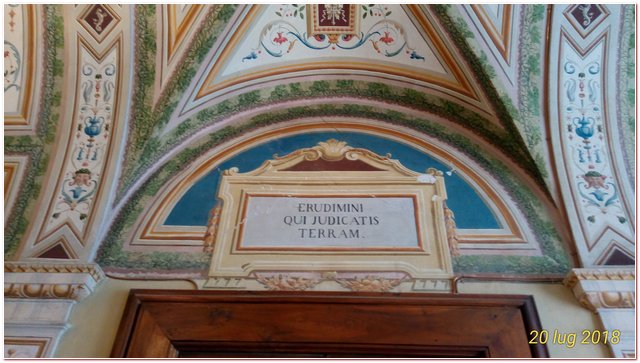 ERUDIMINI
QUI JUDICATIS
TERRAM.
20 lug 2018